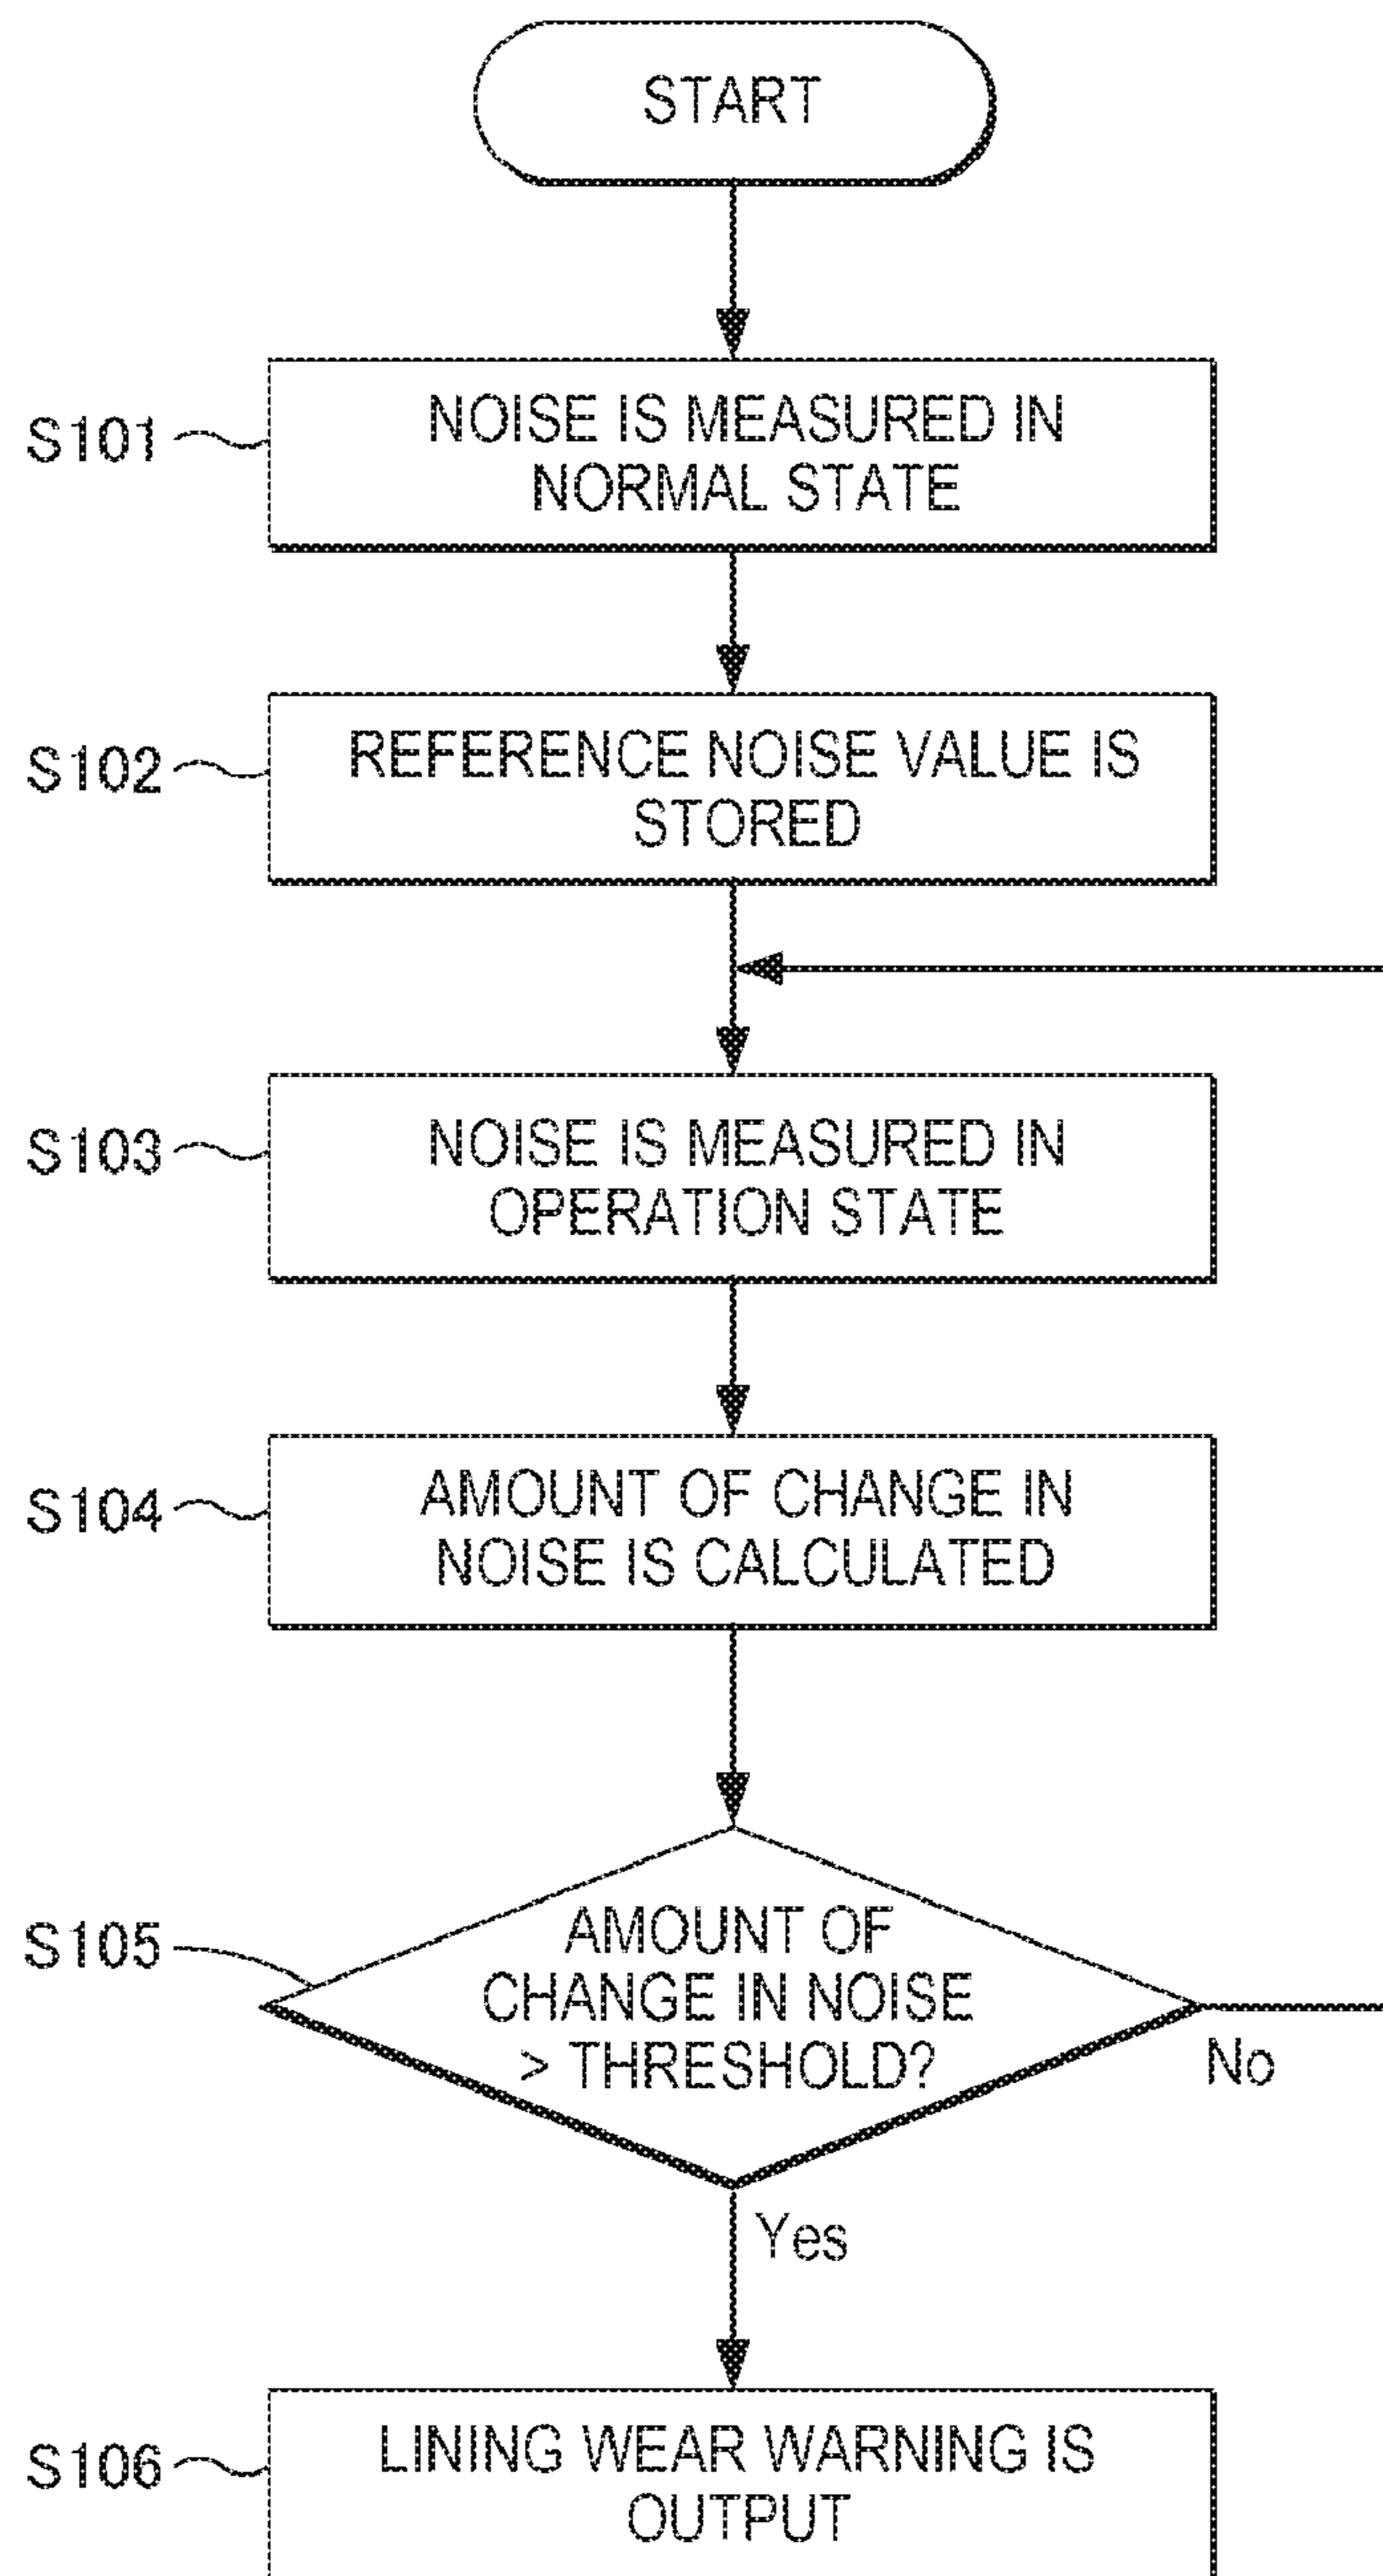 START
S101
NOISE IS MEASURED IN
NORMAL STATE
S102
REFERENCE NOISE VALUE IS
STORED
S103
NOISE IS MEASURED IN
OPERATION STATE
S104
AMOUNT OF CHANGE IN
NOISE IS CALCULATED
S105
AMOUNT OF
CHANGE IN NOISE
> THRESHOLD?
No
Yes
S106
LINING WEAR WARNING IS
OUTPUT